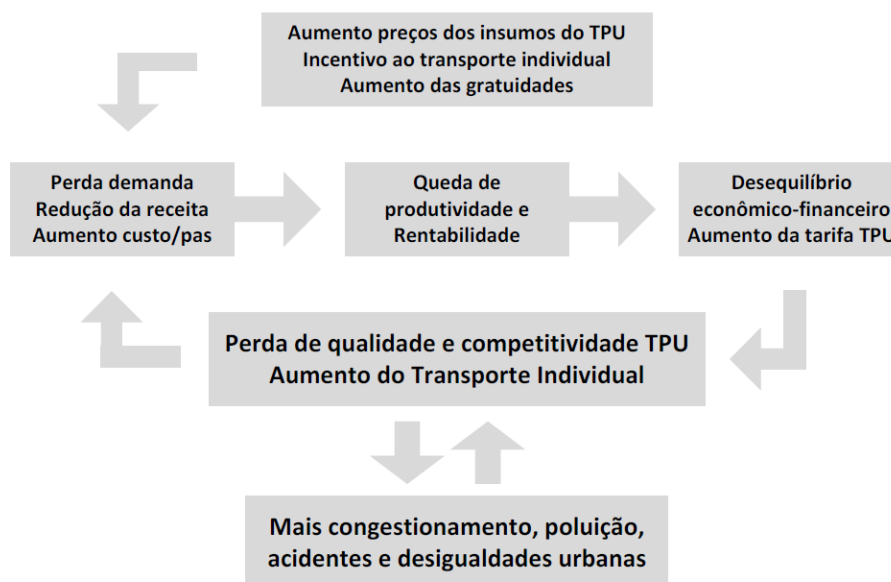 Aumento preços dos insumos do TPU
Incentivo ao transporte individual
Aumento das gratuidades
Perda demanda
Redução da receita
Aumento custo/pas
Queda de
produtividade e
Rentabilidade
Desequilíbrio
econômico-financeiro
Aumento da tarifa TPU
Perda de qualidade e competitividade TPU
Aumento do Transporte Individual
Mais congestionamento, poluição,
acidentes e desigualdades urbanas